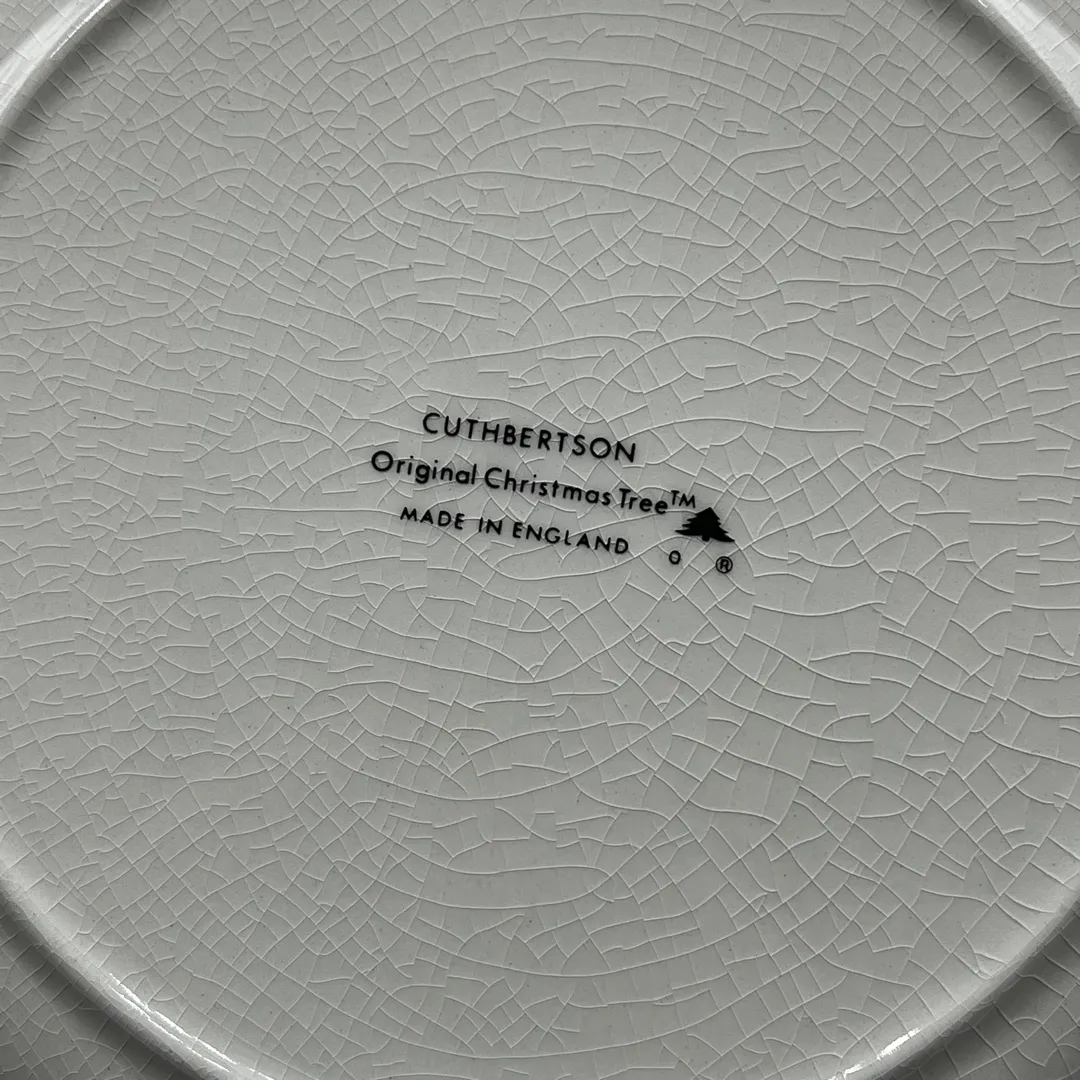 CUTHBERTSON
Original Christmas Tree™
MADE IN ENGLAND
O ®